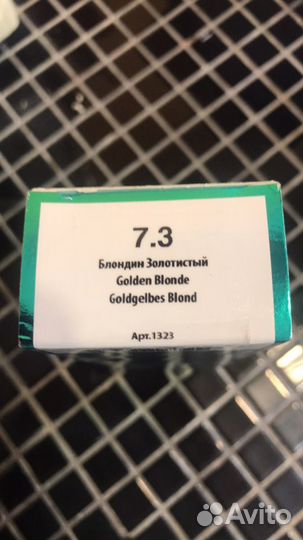 7.3
Блондин Золотистый
Golden Blonde
Goldgelbes Blond
Арт.1323
Avito